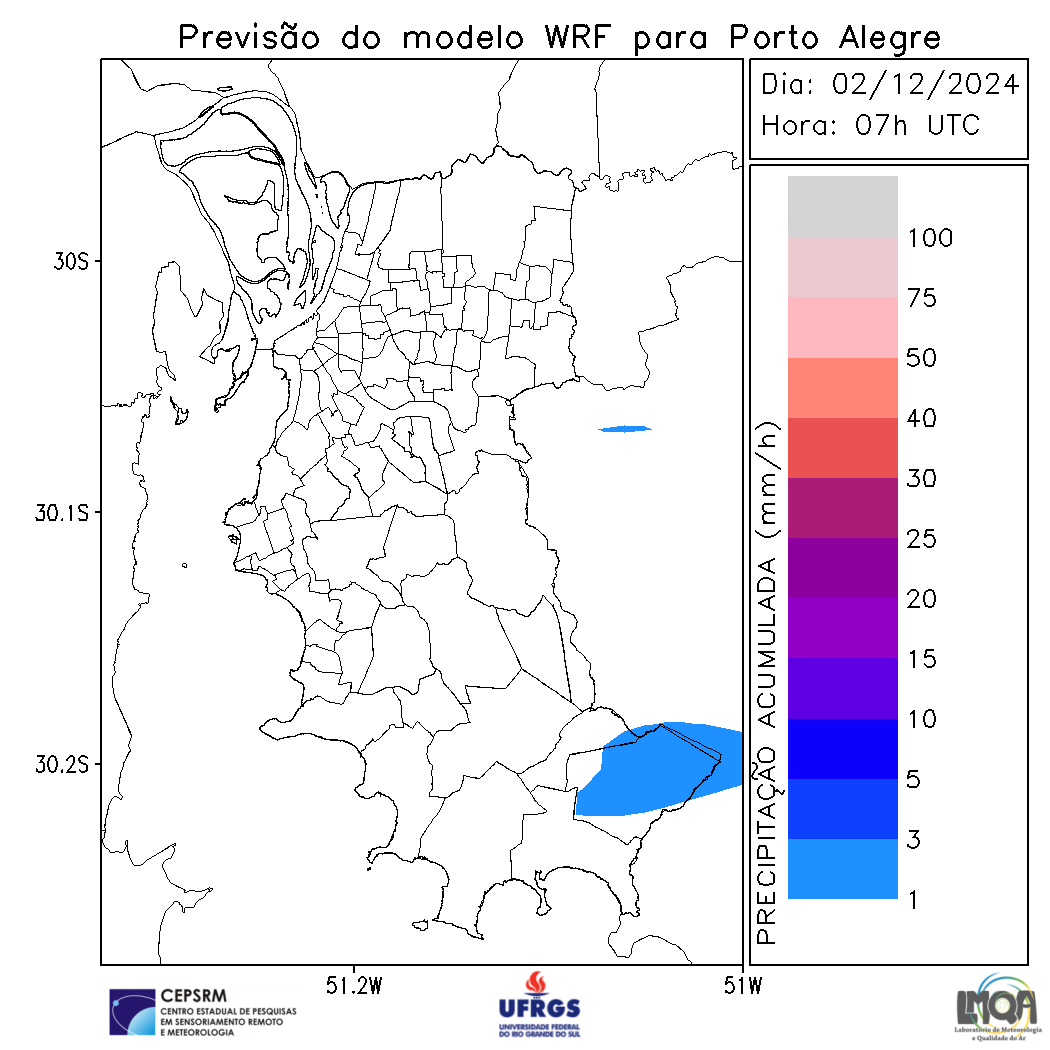 Previsão do modelo WRF para Porto Alegre
Dia: 02/12/2024
Hora: 07h UTC
30S
30.1S
30.2S
51.2W
51W
PRECIPITAÇÃO ACUMULADA (mm/h)
100
75
50
40
30
25
20
15
10
5
3
1
CEPSRM
CENTRO ESTADUAL DE PESQUISAS
EM SENSORIAMENTO REMOTO
E METEOROLOGIA
UFRGS
UNIVERSIDADE FEDERAL
DO RIO GRANDE DO SUL
LMQA
Laboratório de Meteorologia
e Qualidade do Ar